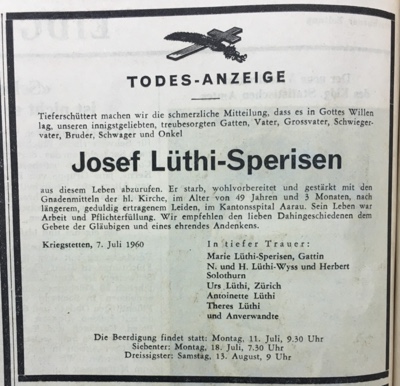 TODES-ANZEIGE
Tieferschüttert machen wir die schmerzliche Mitteilung, dass es in Gottes Willen
lag, unseren innigstgeliebten, treubesorgten Gatten, Vater, Grossvater, Schwieger-
vater, Bruder, Schwager und Onkel
Josef Lüthi-Sperisen
aus diesem Leben abzurufen. Er starb, wohlvorbereitet und gestärkt mit den
Gnadenmitteln der hl. Kirche, im Alter von 49 Jahren und 3 Monaten, nach
längerem, geduldig ertragenem Leiden, im Kantonsspital Aarau. Sein Leben war
Arbeit und Pflichterfüllung. Wir empfehlen den lieben Dahingeschiedenen dem
Gebete der Gläubigen und eines ehrendes Andenkens.
Kriegstetten, 7. Juli 1960
In tiefer Trauer:
Marie Lüthi-Sperisen, Gattin
N. und H. Lüthi-Wyss und Herbert
Solothurn
Urs Lüthi, Zürich
Antoinette Lüthi
Theres Lüthi
und Anverwandte
Die Beerdigung findet statt: Montag, 11. Juli, 9.30 Uhr
Siebenter: Montag, 18. Juli, 7.30 Uhr
Dreissigster: Samstag, 13. August, 9 Uhr